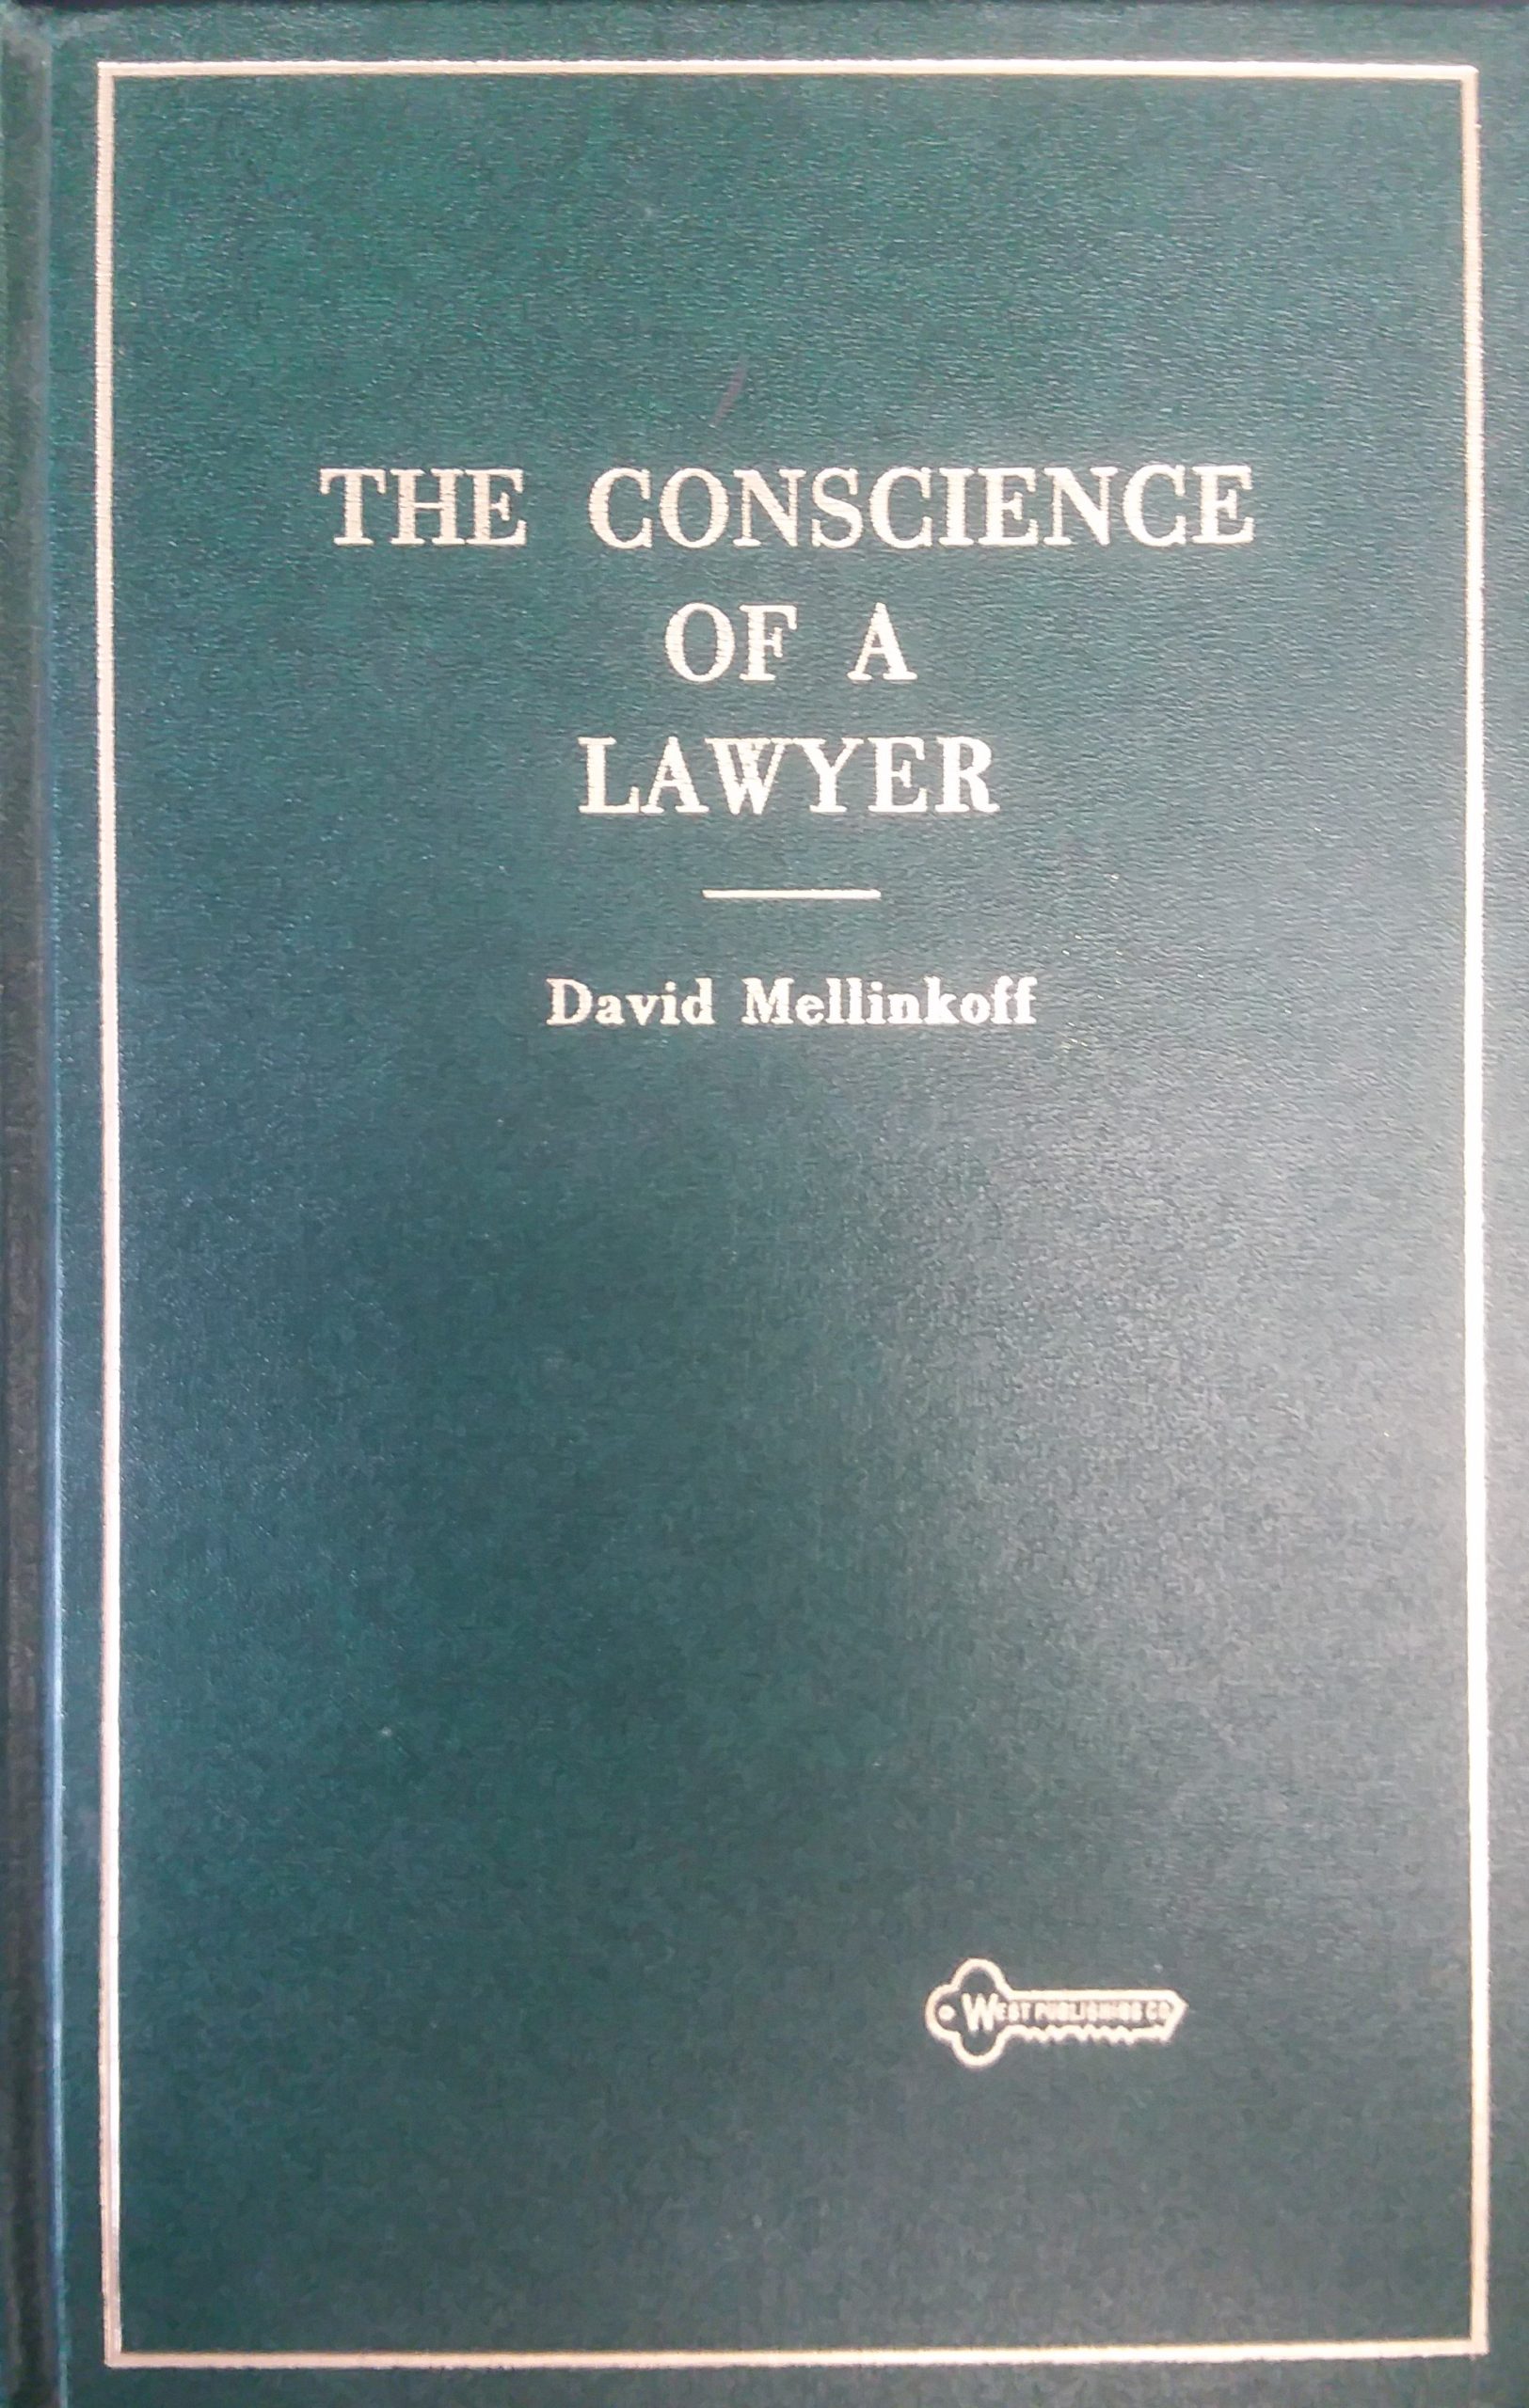 THE CONSCIENCE
OF A
LAWYER
David Mellinkoff
WEST PUBLISHING CO